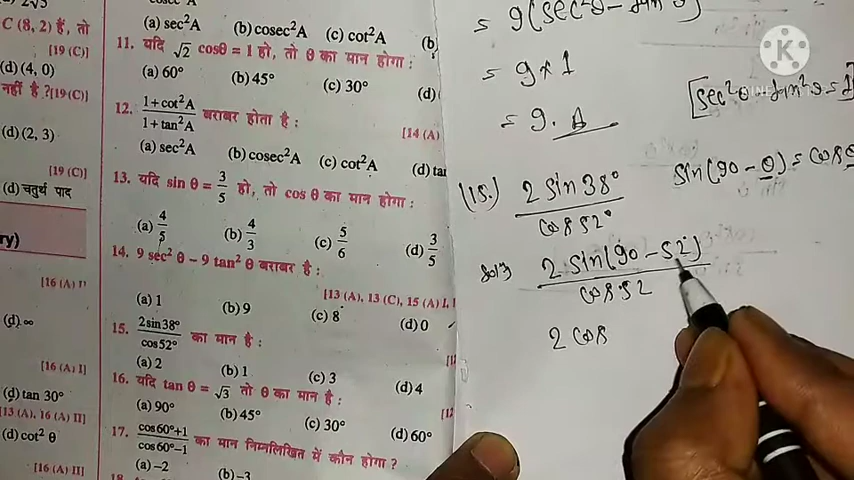 C (8, 2) हैं, तो
[19 (C)]
(d) (4, 0)
नहीं है ? [19(C)]
(d) (2, 3)
[19 (C)]
(d) चतुर्थ पाद
[16 (A) I]
(d) ∞
[16 (A) I]
(d) tan 30°
[13 (A), 16 (A) II]
(d) cot² θ
[16 (A) II]
(a) sec²A (b) cosec²A (c) cot²A
11. यदि √2 cosθ = 1 हो, तो θ का मान होगा :
(a) 60° (b) 45° (c) 30° (d)
12. (1 + cot²A)/(1 + tan²A) बराबर होता है : [14 (A)
(a) sec²A (b) cosec²A (c) cot²A (d) tan
13. यदि sin θ = 3/5 हो, तो cos θ का मान होगा :
(a) 4/5 (b) 4/3 (c) 5/6 (d) 3/5
14. 9 sec² θ – 9 tan² θ बराबर है :
[13 (A), 13 (C), 15 (A) I,
(a) 1 (b) 9 (c) 8 (d) 0
15. 2sin38°/cos52° का मान है :
(a) 2 (b) 1 (c) 3 (d) 4
16. यदि tan θ = √3 तो θ का मान है :
(a) 90° (b) 45° (c) 30° (d) 60°
17. (cos60°+1)/(cos60°–1) का मान निम्नलिखित में कौन होगा ?
(a) –2 (b) –3
= 9 × 1
= 9. A
[sec²θ - tan²θ = 1]
(15.) 2 sin 38° / cos 52°
sin(90 - θ) = cos θ
2 sin(90 - 52°) / cos 52
2 cos
KINEMASTER